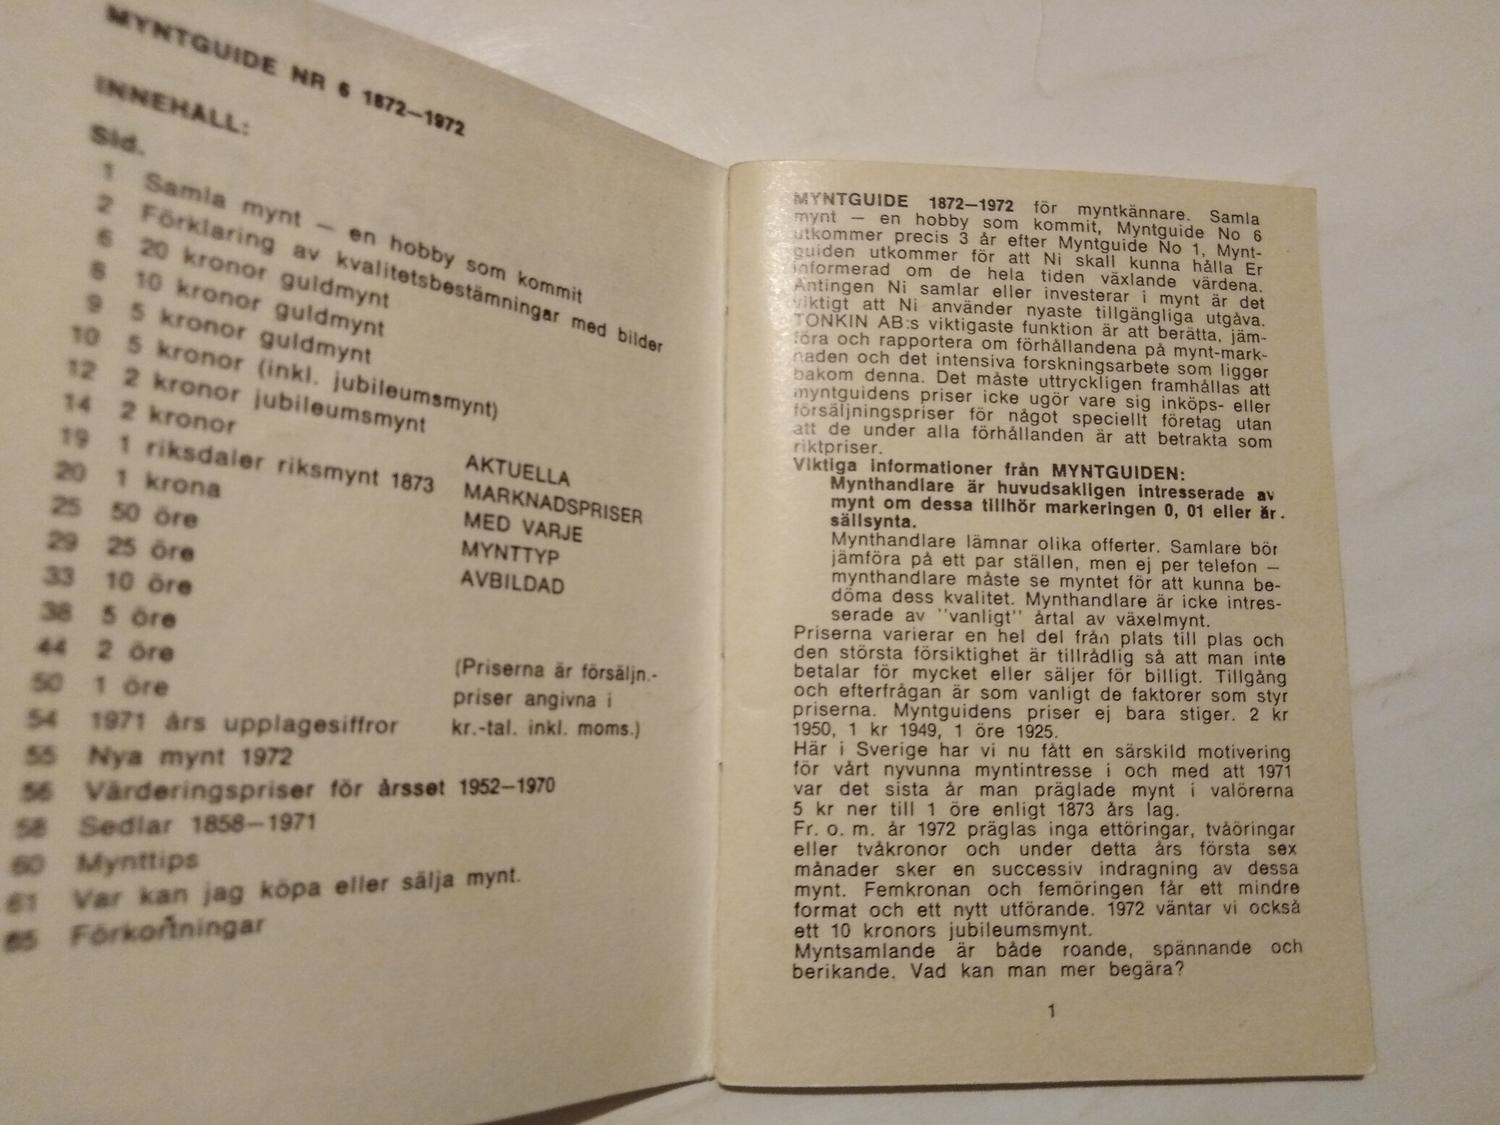 MYNTGUIDE NR 6 1872—1972
INNEHALL:
Sid.
1 Samla mynt — en hobby som kommit
2 Förklaring av kvalitetsbestämningar med bilder
6 20 kronor guldmynt
8 10 kronor guldmynt
9 5 kronor guldmynt
10 5 kronor (inkl. jubileumsmynt)
12 2 kronor jubileumsmynt
14 2 kronor
19 1 riksdaler riksmynt 1873
20 1 krona
25 50 öre
29 25 öre
33 10 öre
38 5 öre
44 2 öre
50 1 öre
54 1971 års upplagesiffror
55 Nya mynt 1972
56 Värderingspriser för årsset 1952—1970
58 Sedlar 1858—1971
60 Mynttips
61 Var kan jag köpa eller sälja mynt.
65 Förkortningar
AKTUELLA
MARKNADSPRISER
MED VARJE
MYNTTYP
AVBILDAD
(Priserna är försäljn.-
priser angivna i
kr.-tal. inkl. moms.)
MYNTGUIDE 1872—1972 för myntkännare. Samla
mynt — en hobby som kommit, Myntguide No 6
utkommer precis 3 år efter Myntguide No 1, Mynt-
guiden utkommer för att Ni skall kunna hålla Er
informerad om de hela tiden växlande värdena.
Antingen Ni samlar eller investerar i mynt är det
viktigt att Ni använder nyaste tillgängliga utgåva.
TONKIN AB:s viktigaste funktion är att berätta, jäm-
föra och rapportera om förhållandena på mynt-mark-
naden och det intensiva forskningsarbete som ligger
bakom denna. Det måste uttryckligen framhållas att
myntguidens priser icke ugör vare sig inköps- eller
försäljningspriser för något speciellt företag utan
att de under alla förhållanden är att betrakta som
riktpriser.
Viktiga informationer från MYNTGUIDEN:
Mynthandlare är huvudsakligen intresserade av
mynt om dessa tillhör markeringen 0, 01 eller är
sällsynta.
Mynthandlare lämnar olika offerter. Samlare bör
jämföra på ett par ställen, men ej per telefon —
mynthandlare måste se myntet för att kunna be-
döma dess kvalitet. Mynthandlare är icke intres-
serade av ''vanligt'' årtal av växelmynt.
Priserna varierar en hel del från plats till plas och
den största försiktighet är tillrådlig så att man inte
betalar för mycket eller säljer för billigt. Tillgång
och efterfrågan är som vanligt de faktorer som styr
priserna. Myntguidens priser ej bara stiger. 2 kr
1950, 1 kr 1949, 1 öre 1925.
Här i Sverige har vi nu fått en särskild motivering
för vårt nyvunna myntintresse i och med att 1971
var det sista år man präglade mynt i valörerna
5 kr ner till 1 öre enligt 1873 års lag.
Fr. o. m. år 1972 präglas inga ettöringar, tvåöringar
eller tvåkronor och under detta års första sex
månader sker en successiv indragning av dessa
mynt. Femkronan och femöringen får ett mindre
format och ett nytt utförande. 1972 väntar vi också
ett 10 kronors jubileumsmynt.
Myntsamlande är både roande, spännande och
berikande. Vad kan man mer begära?
1